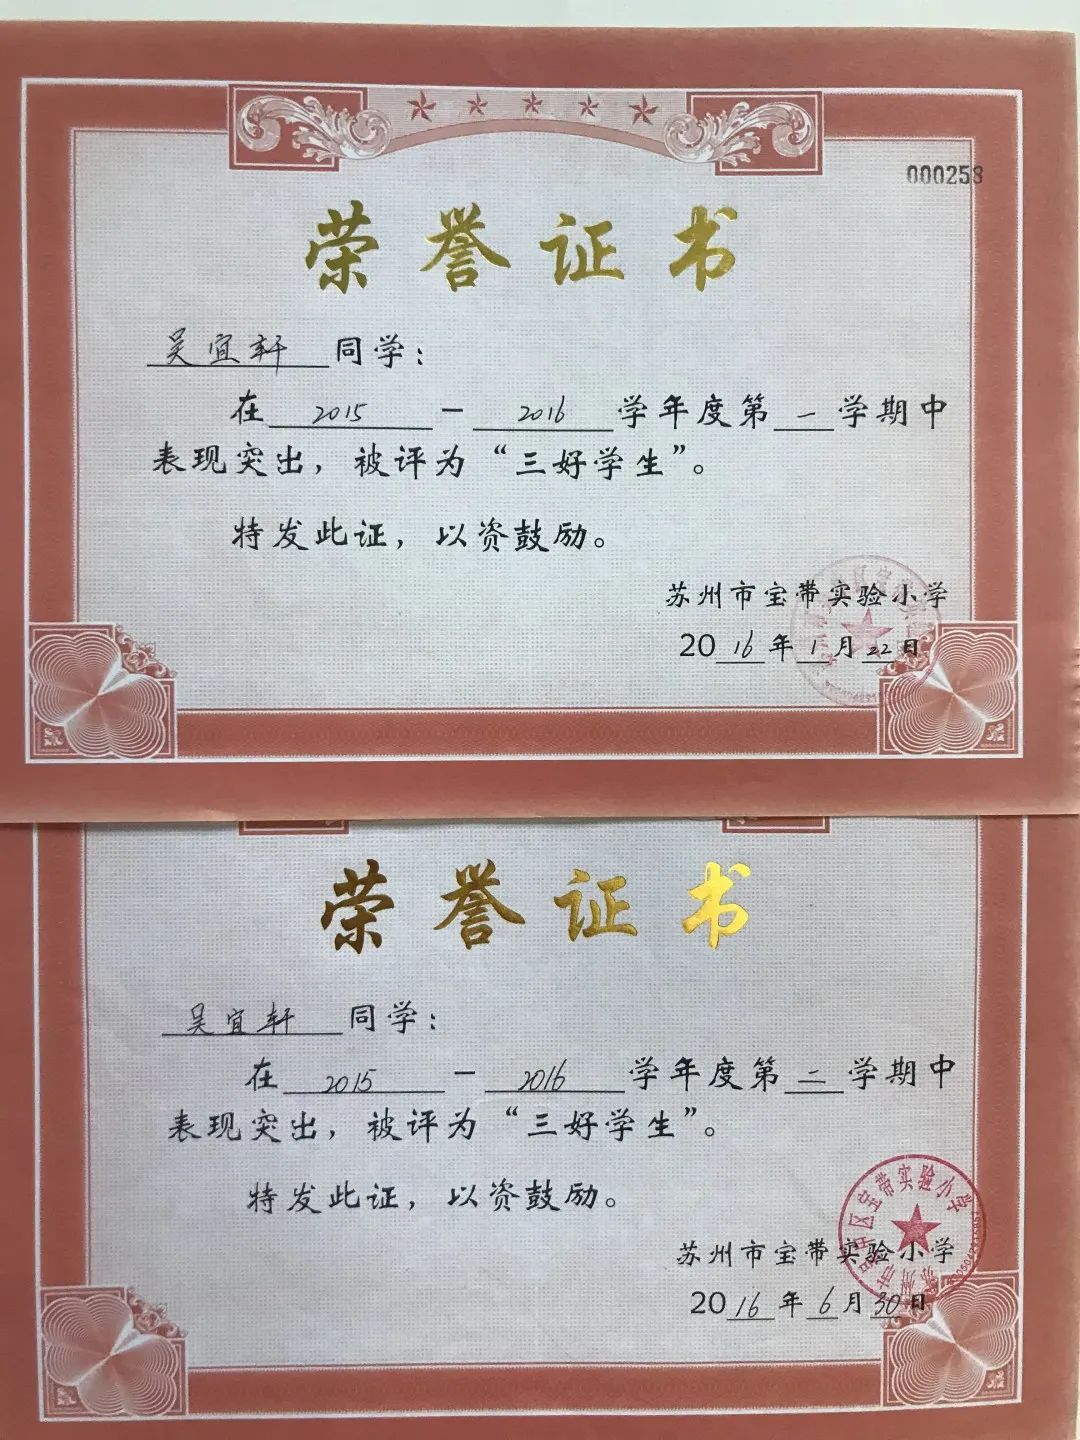 000258
荣誉证书
吴宜轩 同学：
在 2015 — 2016 学年度第 一 学期中
表现突出，被评为“三好学生”。
特发此证，以资鼓励。
苏州市宝带实验小学
2016年1月22日
荣誉证书
吴宜轩 同学：
在 2015 — 2016 学年度第 二 学期中
表现突出，被评为“三好学生”。
特发此证，以资鼓励。
苏州市宝带实验小学
2016年6月30日